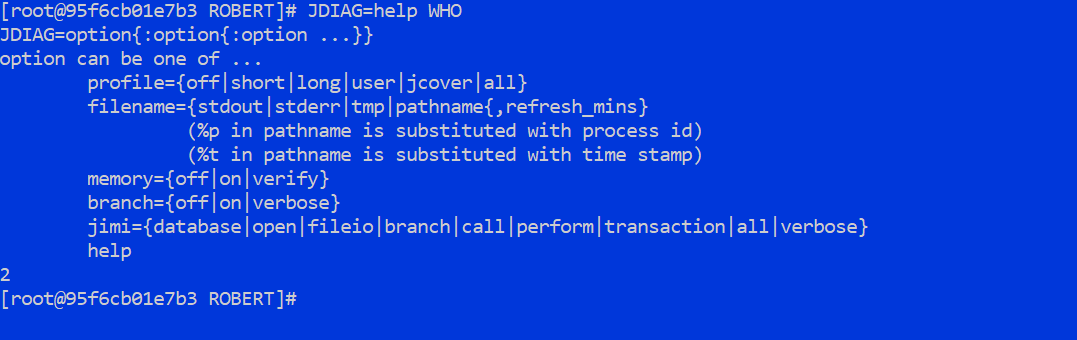 [root@95f6cb01e7b3 ROBERT]# JDIAG=help WHO
JDIAG=option{:option{:option ...}}
option can be one of ...
        profile={off|short|long|user|jcover|all}
        filename={stdout|stderr|tmp|pathname{,refresh_mins}
                 (%p in pathname is substituted with process id)
                 (%t in pathname is substituted with time stamp)
        memory={off|on|verify}
        branch={off|on|verbose}
        jimi={database|open|fileio|branch|call|perform|transaction|all|verbose}
        help
2
[root@95f6cb01e7b3 ROBERT]#